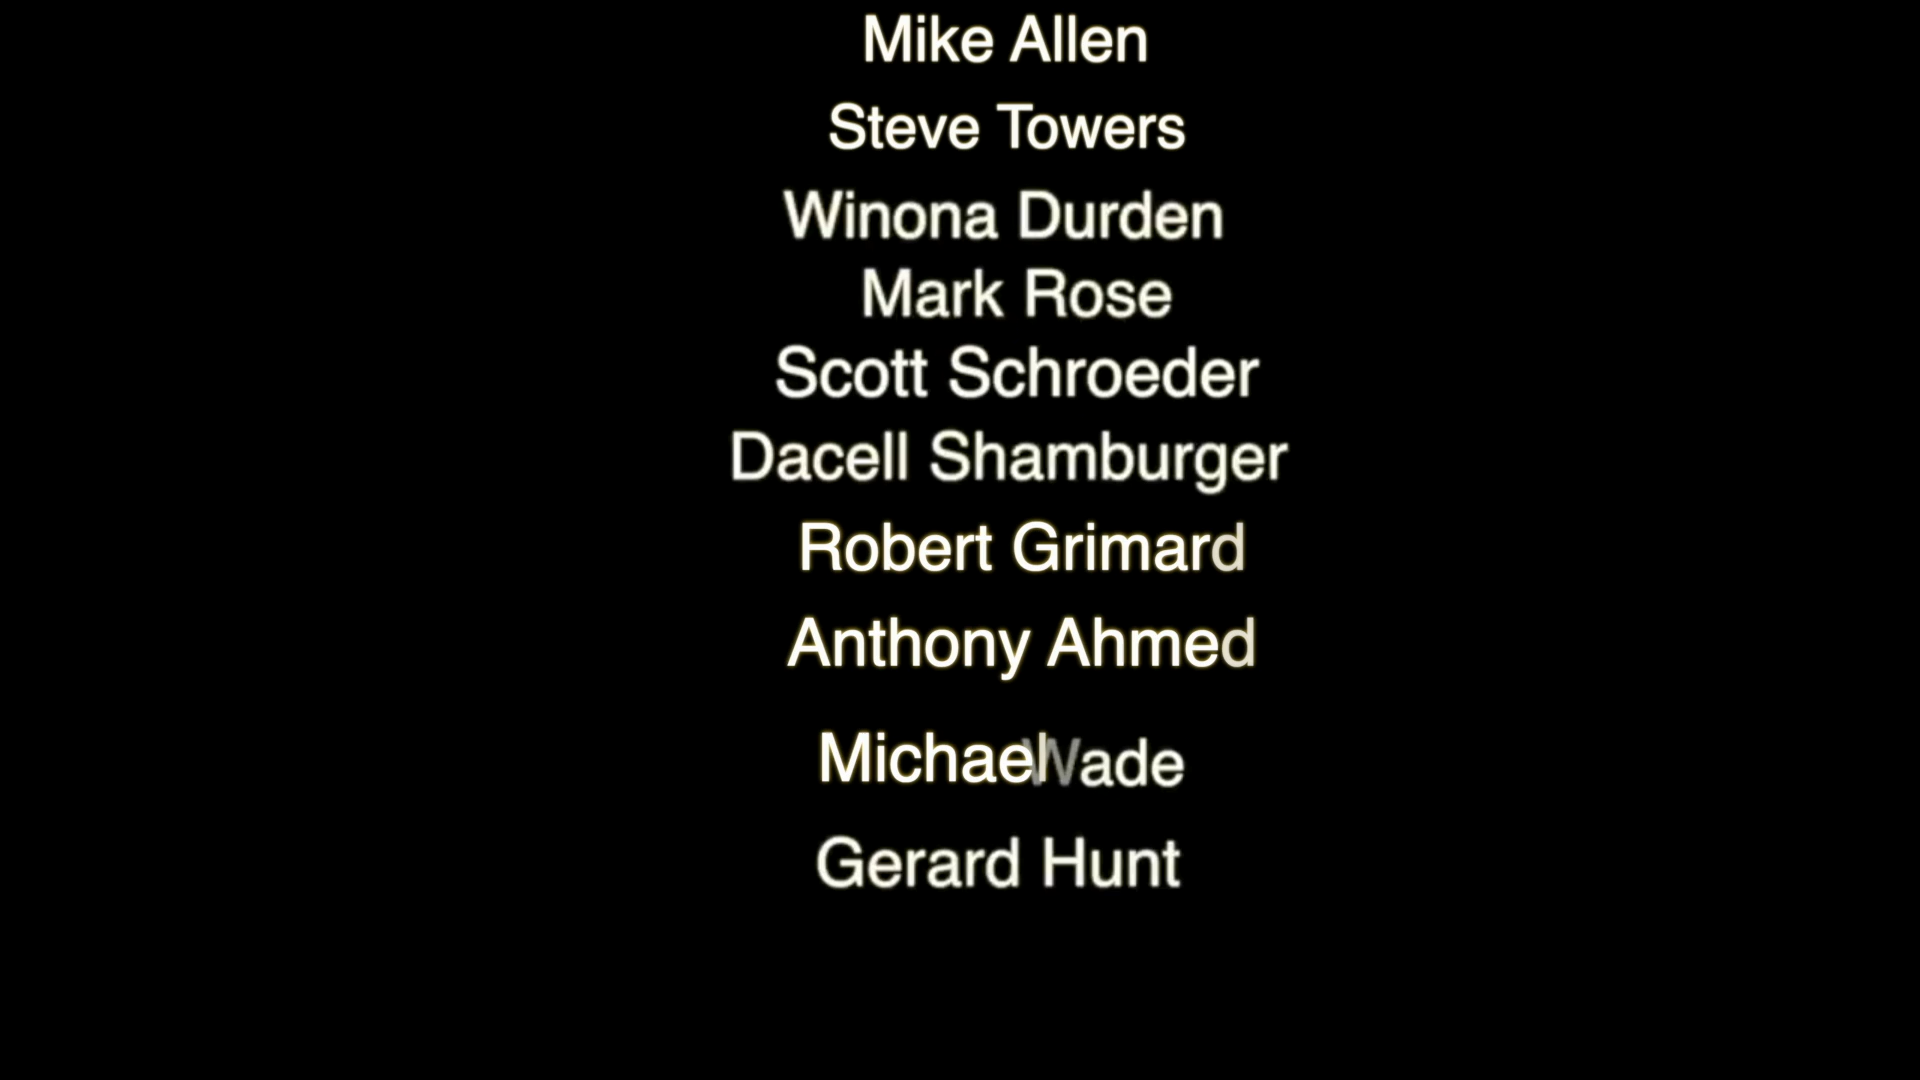 Mike Allen
Steve Towers
Winona Durden
Mark Rose
Scott Schroeder
Dacell Shamburger
Robert Grimard
Anthony Ahmed
Michael Wade
Gerard Hunt